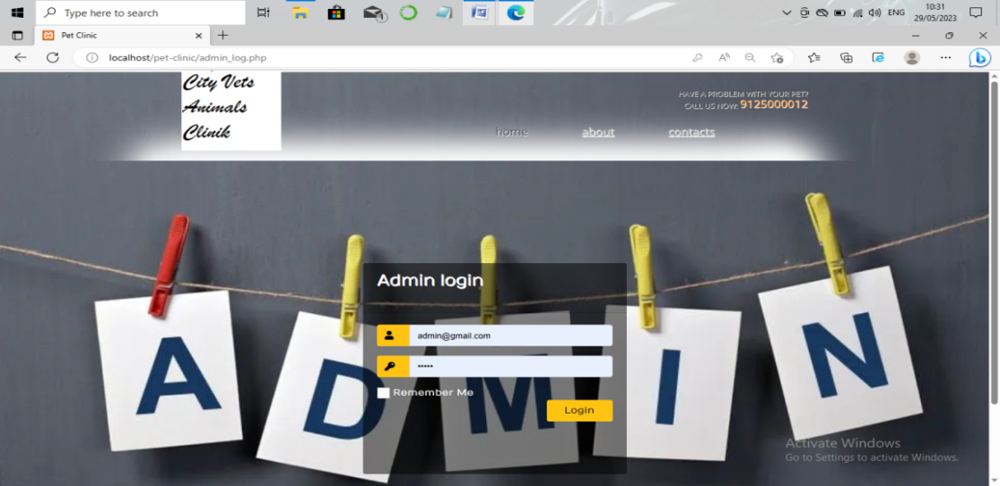 Type here to search
1
ENG
10:31
29/05/2023
Pet Clinic
localhost/pet-clinic/admin_log.php
City Vets
Animals
Clinik
HAVE A PROBLEM WITH YOUR PET?
CALL US NOW: 9125000012
home
about
contacts
ADMIN
Admin login
admin@gmail.com
•••••
Remember Me
Login
Activate Windows
Go to Settings to activate Windows.